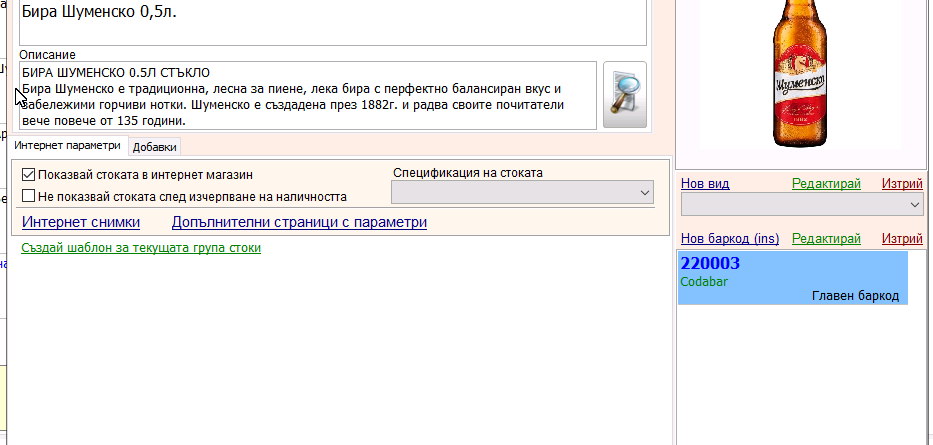 Бира Шуменско 0,5л.
Описание
БИРА ШУМЕНСКО 0.5Л СТЪКЛО
Бира Шуменско е традиционна, лесна за пиене, лека бира с перфектно балансиран вкус и
забележими горчиви нотки. Шуменско е създадена през 1882г. и радва своите почитатели
вече повече от 135 години.
Интернет параметри
Добавки
Показвай стоката в интернет магазин
Не показвай стоката след изчерпване на наличността
Спецификация на стоката
Интернет снимки
Допълнителни страници с параметри
Създай шаблон за текущата група стоки
Шуменско
1882
Нов вид
Редактирай
Изтрий
Нов баркод (ins)
Редактирай
Изтрий
220003
Codabar
Главен баркод